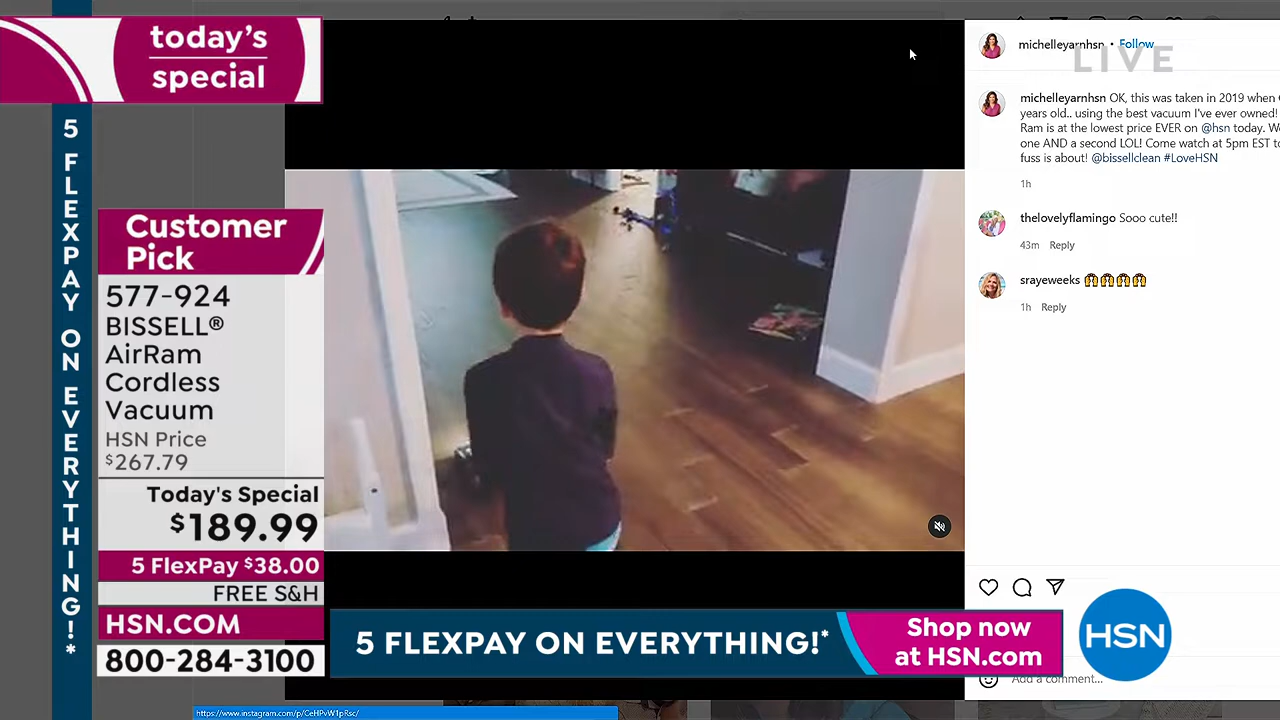 today's
special
5 FLEXPAY ON EVERYTHING!*
Customer
Pick
577-924
BISSELL®
AirRam
Cordless
Vacuum
HSN Price
$267.79
Today's Special
$189.99
5 FlexPay $38.00
FREE S&H
HSN.COM
800-284-3100
michelleyarnhsn • Follow
LIVE
michelleyarnhsn OK, this was taken in 2019 when
years old.. using the best vacuum I've ever owned!
Ram is at the lowest price EVER on @hsn today. W
one AND a second LOL! Come watch at 5pm EST to
fuss is about! @bissellclean #LoveHSN
1h
thelovelyflamingo Sooo cute!!
43m Reply
srayeweeks
1h Reply
5 FLEXPAY ON EVERYTHING!*
Shop now
at HSN.com
HSN
Add a comment...
https://www.instagram.com/p/CeHPvW1pRsc/